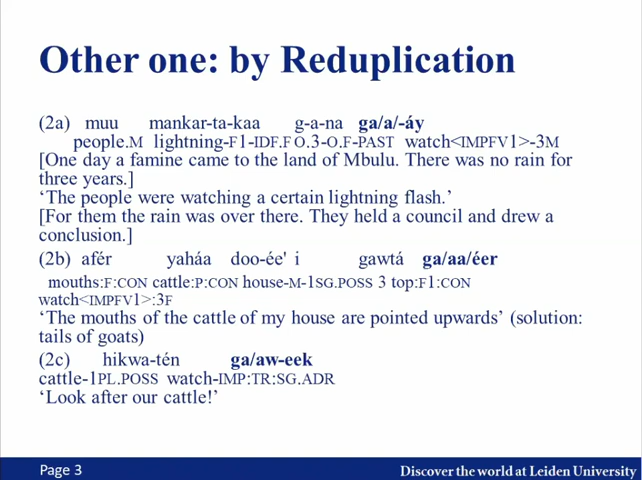 Other one: by Reduplication
(2a) muu mankar-ta-kaa g-a-na ga/a/-áy
people.M lightning-F1-IDF.F O.3-O.F-PAST watch<IMPFV1>-3M
[One day a famine came to the land of Mbulu. There was no rain for
three years.]
‘The people were watching a certain lightning flash.’
[For them the rain was over there. They held a council and drew a
conclusion.]
(2b) afér yaháa doo-ée' i gawtá ga/aa/éer
mouths:F:CON cattle:P:CON house-M-1SG.POSS 3 top:F1:CON
watch<IMPFV1>:3F
‘The mouths of the cattle of my house are pointed upwards’ (solution:
tails of goats)
(2c) hikwa-tén ga/aw-eek
cattle-1PL.POSS watch-IMP:TR:SG.ADR
‘Look after our cattle!’
Page 3
Discover the world at Leiden University